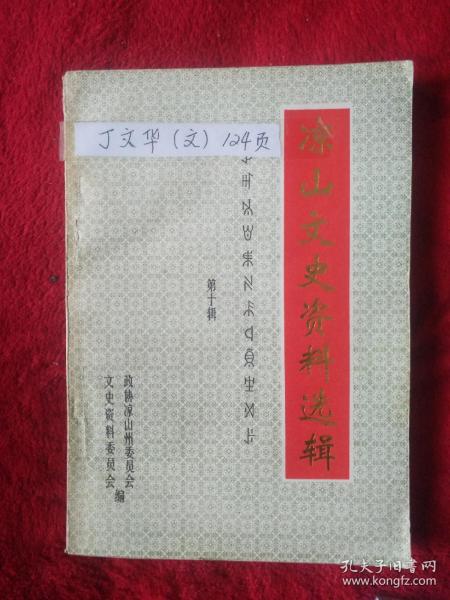 丁文华(文)124页
凉山文史资料选辑
第十辑
政协凉山州委员会
文史资料委员会
编
孔夫子旧书网
www.kongfz.com